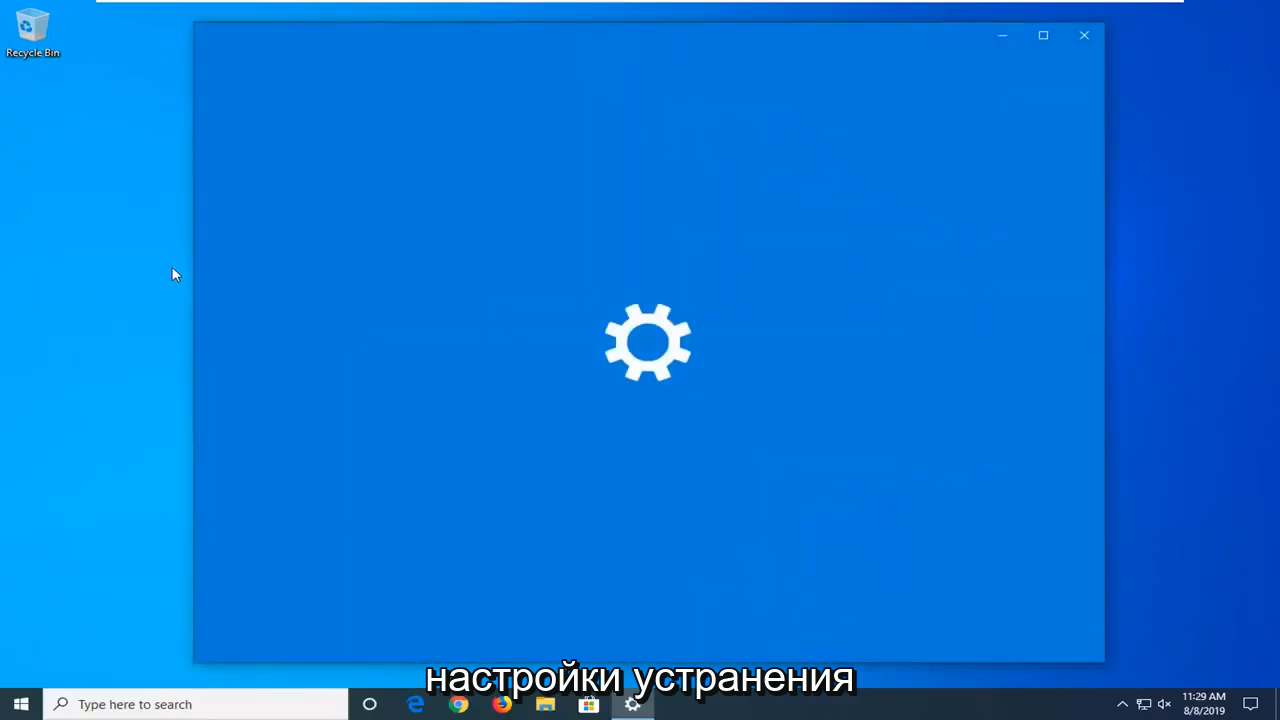 Recycle Bin
настройки устранения
Type here to search
11:29 AM
8/8/2019